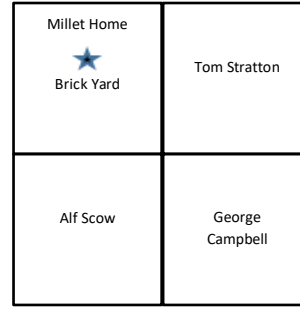 Millet Home
Brick Yard
Tom Stratton
Alf Scow
George
Campbell